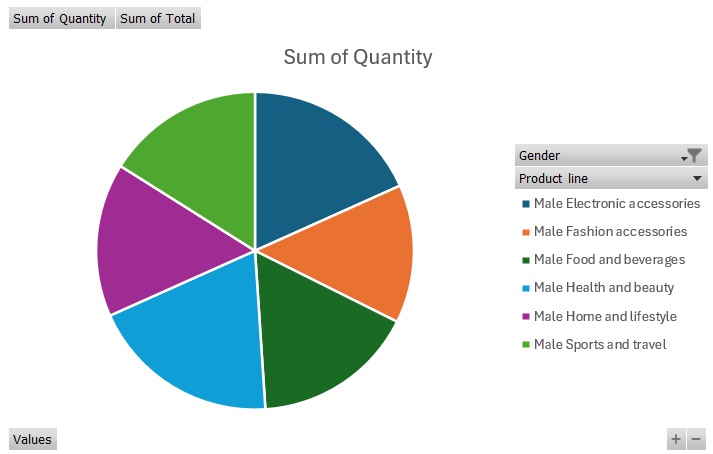 Sum of Quantity Sum of Total
Sum of Quantity
Gender
Product line
Male Electronic accessories
Male Fashion accessories
Male Food and beverages
Male Health and beauty
Male Home and lifestyle
Male Sports and travel
Values
+ −